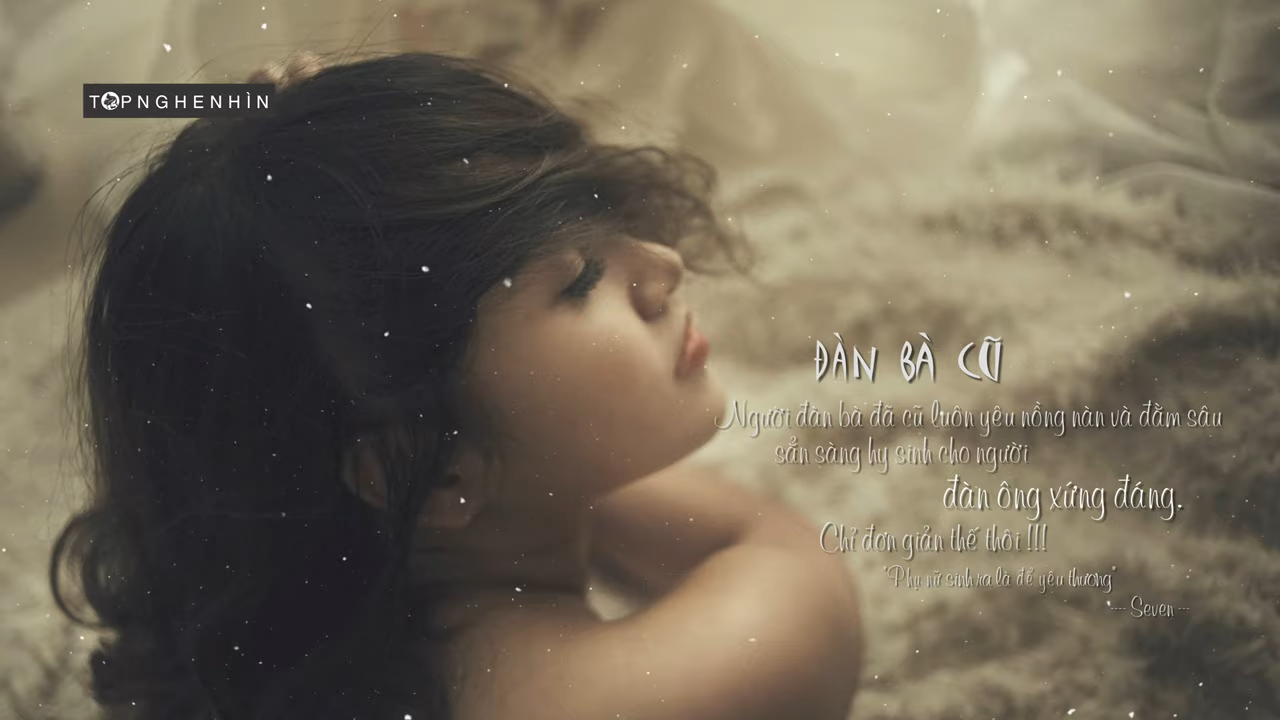 TOPNGHENHÌN
ĐÀN BÀ CŨ
Người đàn bà đã cũ luôn yêu nồng nàn và đằm sâu
sẵn sàng hy sinh cho người
đàn ông xứng đáng.
Chỉ đơn giản thế thôi !!!
"Phụ nữ sinh ra là để yêu thương"
--- Seven ---